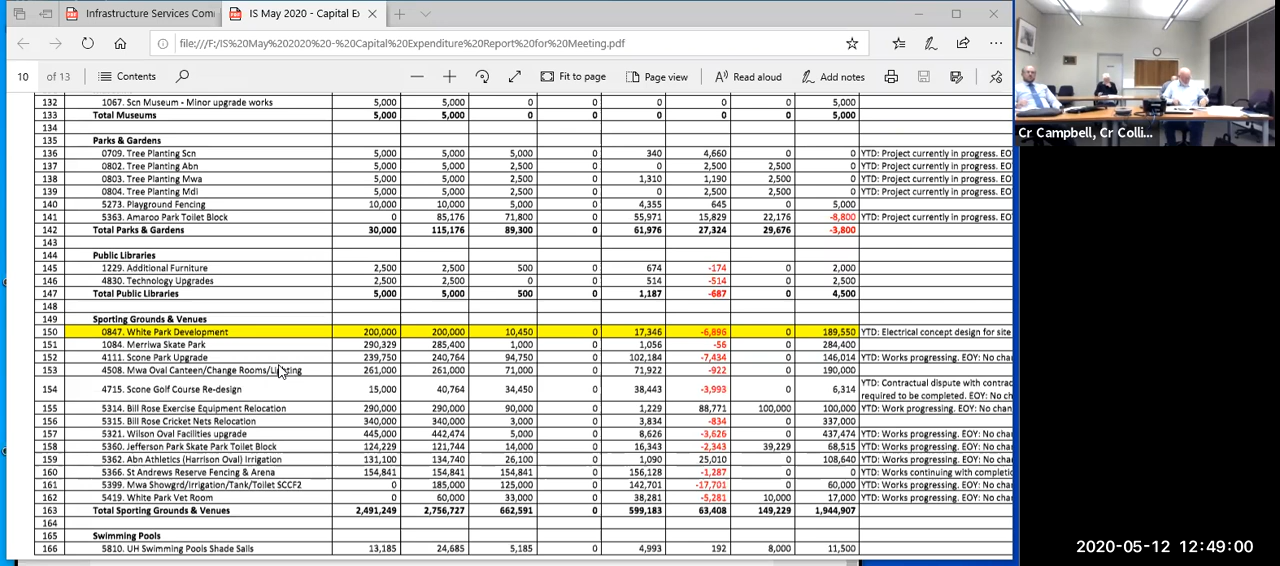 Infrastructure Services Com
IS May 2020 - Capital E
file:///F:/IS%20May%202020%20-%20Capital%20Expenditure%20Report%20for%20Meeting.pdf
10 of 13 Contents Fit to page Page view Read aloud Add notes
132 1067. Scn Museum - Minor upgrade works 5,000 5,000 0 0 0 0 0 5,000
133 Total Museums 5,000 5,000 0 0 0 0 0 5,000
134
135 Parks & Gardens
136 0709. Tree Planting Scn 5,000 5,000 5,000 0 340 4,660 0 0 YTD: Project currently in progress. EO
137 0802. Tree Planting Abn 5,000 5,000 2,500 0 0 2,500 2,500 0 YTD: Project currently in progress. EO
138 0803. Tree Planting Mwa 5,000 5,000 2,500 0 1,310 1,190 2,500 0 YTD: Project currently in progress. EO
139 0804. Tree Planting Mdl 5,000 5,000 2,500 0 0 2,500 2,500 0 YTD: Project currently in progress. EO
140 5273. Playground Fencing 10,000 10,000 5,000 0 4,355 645 0 5,000
141 5363. Amaroo Park Toilet Block 0 85,176 71,800 0 55,971 15,829 22,176 -8,800 YTD: Project currently in progress. EO
142 Total Parks & Gardens 30,000 115,176 89,300 0 61,976 27,324 29,676 -3,800
143
144 Public Libraries
145 1229. Additional Furniture 2,500 2,500 500 0 674 -174 0 2,000
146 4830. Technology Upgrades 2,500 2,500 0 0 514 -514 0 2,500
147 Total Public Libraries 5,000 5,000 500 0 1,187 -687 0 4,500
148
149 Sporting Grounds & Venues
150 0847. White Park Development 200,000 200,000 10,450 0 17,346 -6,896 0 189,550 YTD: Electrical concept design for site
151 1084. Merriwa Skate Park 290,329 285,400 1,000 0 1,056 -56 0 284,400
152 4111. Scone Park Upgrade 239,750 240,764 94,750 0 102,184 -7,434 0 146,014 YTD: Works progressing. EOY: No cha
153 4508. Mwa Oval Canteen/Change Rooms/Lighting 261,000 261,000 71,000 0 71,922 -922 0 190,000
154 4715. Scone Golf Course Re-design 15,000 40,764 34,450 0 38,443 -3,993 0 6,314 YTD: Contractual dispute with contrac
required to be completed. EOY: No c
155 5314. Bill Rose Exercise Equipment Relocation 290,000 290,000 90,000 0 1,229 88,771 100,000 100,000 YTD: Work progressing. EOY: No chan
156 5315. Bill Rose Cricket Nets Relocation 340,000 340,000 3,000 0 3,834 -834 0 337,000
157 5321. Wilson Oval Facilities upgrade 445,000 442,474 5,000 0 8,626 -3,626 0 437,474 YTD: Works progressing. EOY: No cha
158 5360. Jefferson Park Skate Park Toilet Block 124,229 121,744 14,000 0 16,343 -2,343 39,229 68,515 YTD: Works progressing. EOY: No cha
159 5362. Abn Athletics (Harrison Oval) Irrigation 131,100 134,740 26,100 0 1,090 25,010 0 108,640 YTD: Works progressing. EOY: No cha
160 5366. St Andrews Reserve Fencing & Arena 154,841 154,841 154,841 0 156,128 -1,287 0 0 YTD: Works continuing with completio
161 5399. Mwa Showgrd/Irrigation/Tank/Toilet SCCF2 0 185,000 125,000 0 142,701 -17,701 0 60,000 YTD: Works progressing. EOY: No cha
162 5419. White Park Vet Room 0 60,000 33,000 0 38,281 -5,281 10,000 17,000 YTD: Works progressing. EOY: No cha
163 Total Sporting Grounds & Venues 2,491,249 2,756,727 662,591 0 599,183 63,408 149,229 1,944,907
164
165 Swimming Pools
166 5810. UH Swimming Pools Shade Sails 13,185 24,685 5,185 0 4,993 192 8,000 11,500
Cr Campbell, Cr Colli...
2020-05-12 12:49:00